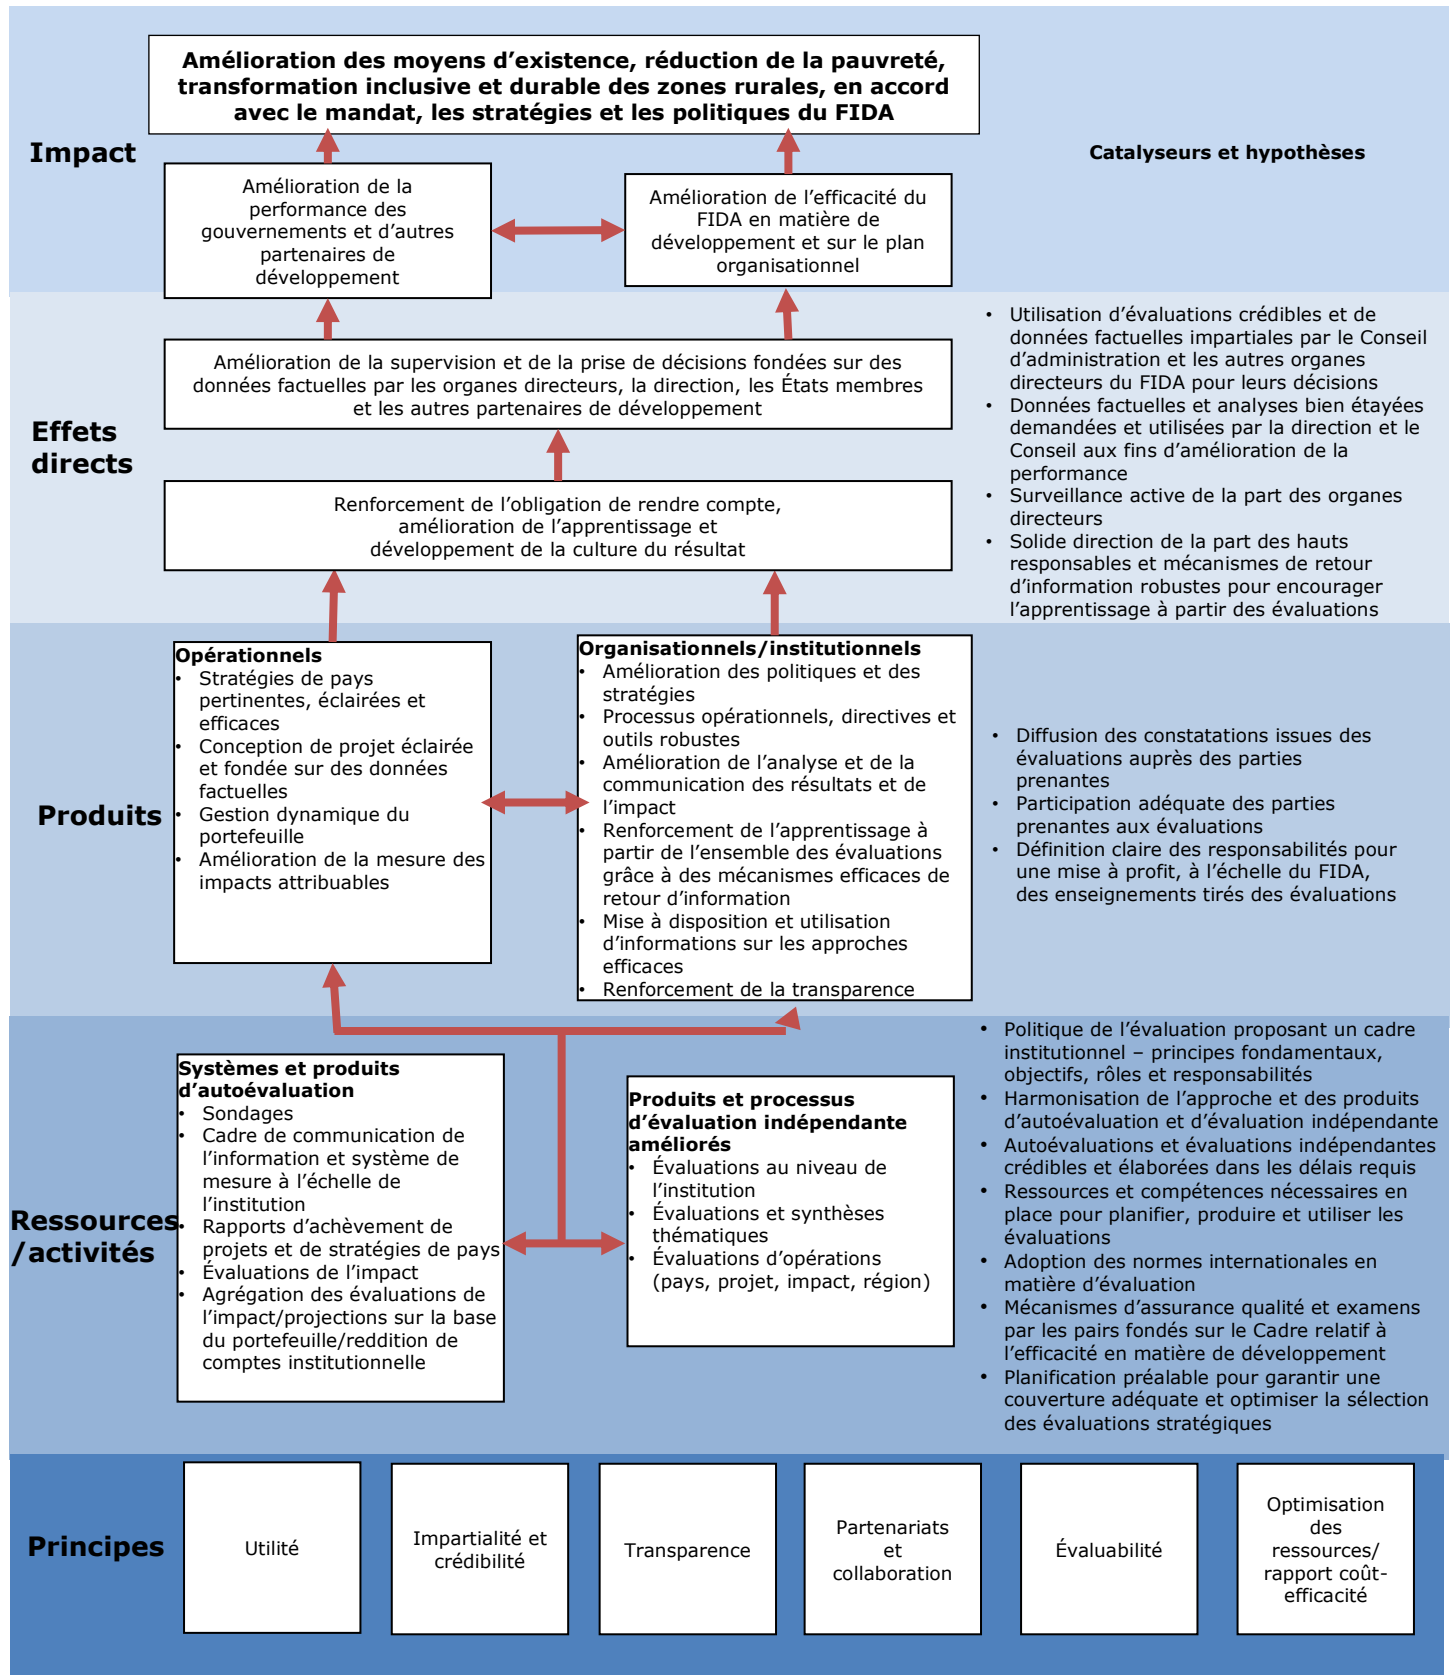 Amélioration des moyens d'existence, réduction de la pauvreté,
transformation inclusive et durable des zones rurales, en accord
avec le mandat, les stratégies et les politiques du FIDA
Impact
Catalyseurs et hypothèses
Amélioration de la
performance des
gouvernements et d'autres
partenaires de
développement
Amélioration de l'efficacité du
FIDA en matière de
développement et sur le plan
organisationnel
Effets
directs
Amélioration de la supervision et de la prise de décisions fondées sur des
données factuelles par les organes directeurs, la direction, les États membres
et les autres partenaires de développement
Renforcement de l'obligation de rendre compte,
amélioration de l'apprentissage et
développement de la culture du résultat
• Utilisation d'évaluations crédibles et de
données factuelles impartiales par le Conseil
d'administration et les autres organes
directeurs du FIDA pour leurs décisions
• Données factuelles et analyses bien étayées
demandées et utilisées par la direction et le
Conseil aux fins d'amélioration de la
performance
• Surveillance active de la part des organes
directeurs
• Solide direction de la part des hauts
responsables et mécanismes de retour
d'information robustes pour encourager
l'apprentissage à partir des évaluations
Produits
Opérationnels
• Stratégies de pays
pertinentes, éclairées et
efficaces
• Conception de projet éclairée
et fondée sur des données
factuelles
• Gestion dynamique du
portefeuille
• Amélioration de la mesure des
impacts attribuables
Organisationnels/institutionnels
• Amélioration des politiques et des
stratégies
• Processus opérationnels, directives et
outils robustes
• Amélioration de l'analyse et de la
communication des résultats et de
l'impact
• Renforcement de l'apprentissage à
partir de l'ensemble des évaluations
grâce à des mécanismes efficaces de
retour d'information
• Mise à disposition et utilisation
d'informations sur les approches
efficaces
• Renforcement de la transparence
• Diffusion des constatations issues des
évaluations auprès des parties
prenantes
• Participation adéquate des parties
prenantes aux évaluations
• Définition claire des responsabilités pour
une mise à profit, à l'échelle du FIDA,
des enseignements tirés des évaluations
Ressources
/activités
Systèmes et produits
d'autoévaluation
• Sondages
• Cadre de communication de
l'information et système de
mesure à l'échelle de
l'institution
• Rapports d'achèvement de
projets et de stratégies de pays
• Évaluations de l'impact
• Agrégation des évaluations de
l'impact/projections sur la base
du portefeuille/reddition de
comptes institutionnelle
Produits et processus
d'évaluation indépendante
améliorés
• Évaluations au niveau de
l'institution
• Évaluations et synthèses
thématiques
• Évaluations d'opérations
(pays, projet, impact, région)
• Politique de l'évaluation proposant un cadre
institutionnel – principes fondamentaux,
objectifs, rôles et responsabilités
• Harmonisation de l'approche et des produits
d'autoévaluation et d'évaluation indépendante
• Autoévaluations et évaluations indépendantes
crédibles et élaborées dans les délais requis
• Ressources et compétences nécessaires en
place pour planifier, produire et utiliser les
évaluations
• Adoption des normes internationales en
matière d'évaluation
• Mécanismes d'assurance qualité et examens
par les pairs fondés sur le Cadre relatif à
l'efficacité en matière de développement
• Planification préalable pour garantir une
couverture adéquate et optimiser la sélection
des évaluations stratégiques
Principes
Utilité
Impartialité et
crédibilité
Transparence
Partenariats
et
collaboration
Évaluabilité
Optimisation
des
ressources/
rapport coût-
efficacité